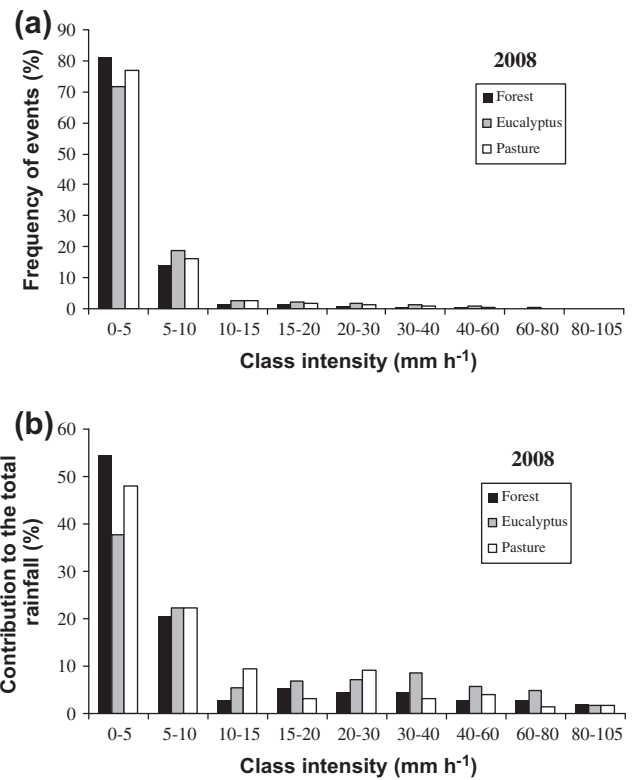 (a)
90
80
70
60
50
40
30
20
10
0
Frequency of events (%)
2008
Forest
Eucalyptus
Pasture
0-5 5-10 10-15 15-20 20-30 30-40 40-60 60-80 80-105
Class intensity (mm h-1)
(b)
60
50
40
30
20
10
0
Contribution to the total
rainfall (%)
2008
Forest
Eucalyptus
Pasture
0-5 5-10 10-15 15-20 20-30 30-40 40-60 60-80 80-105
Class intensity (mm h-1)